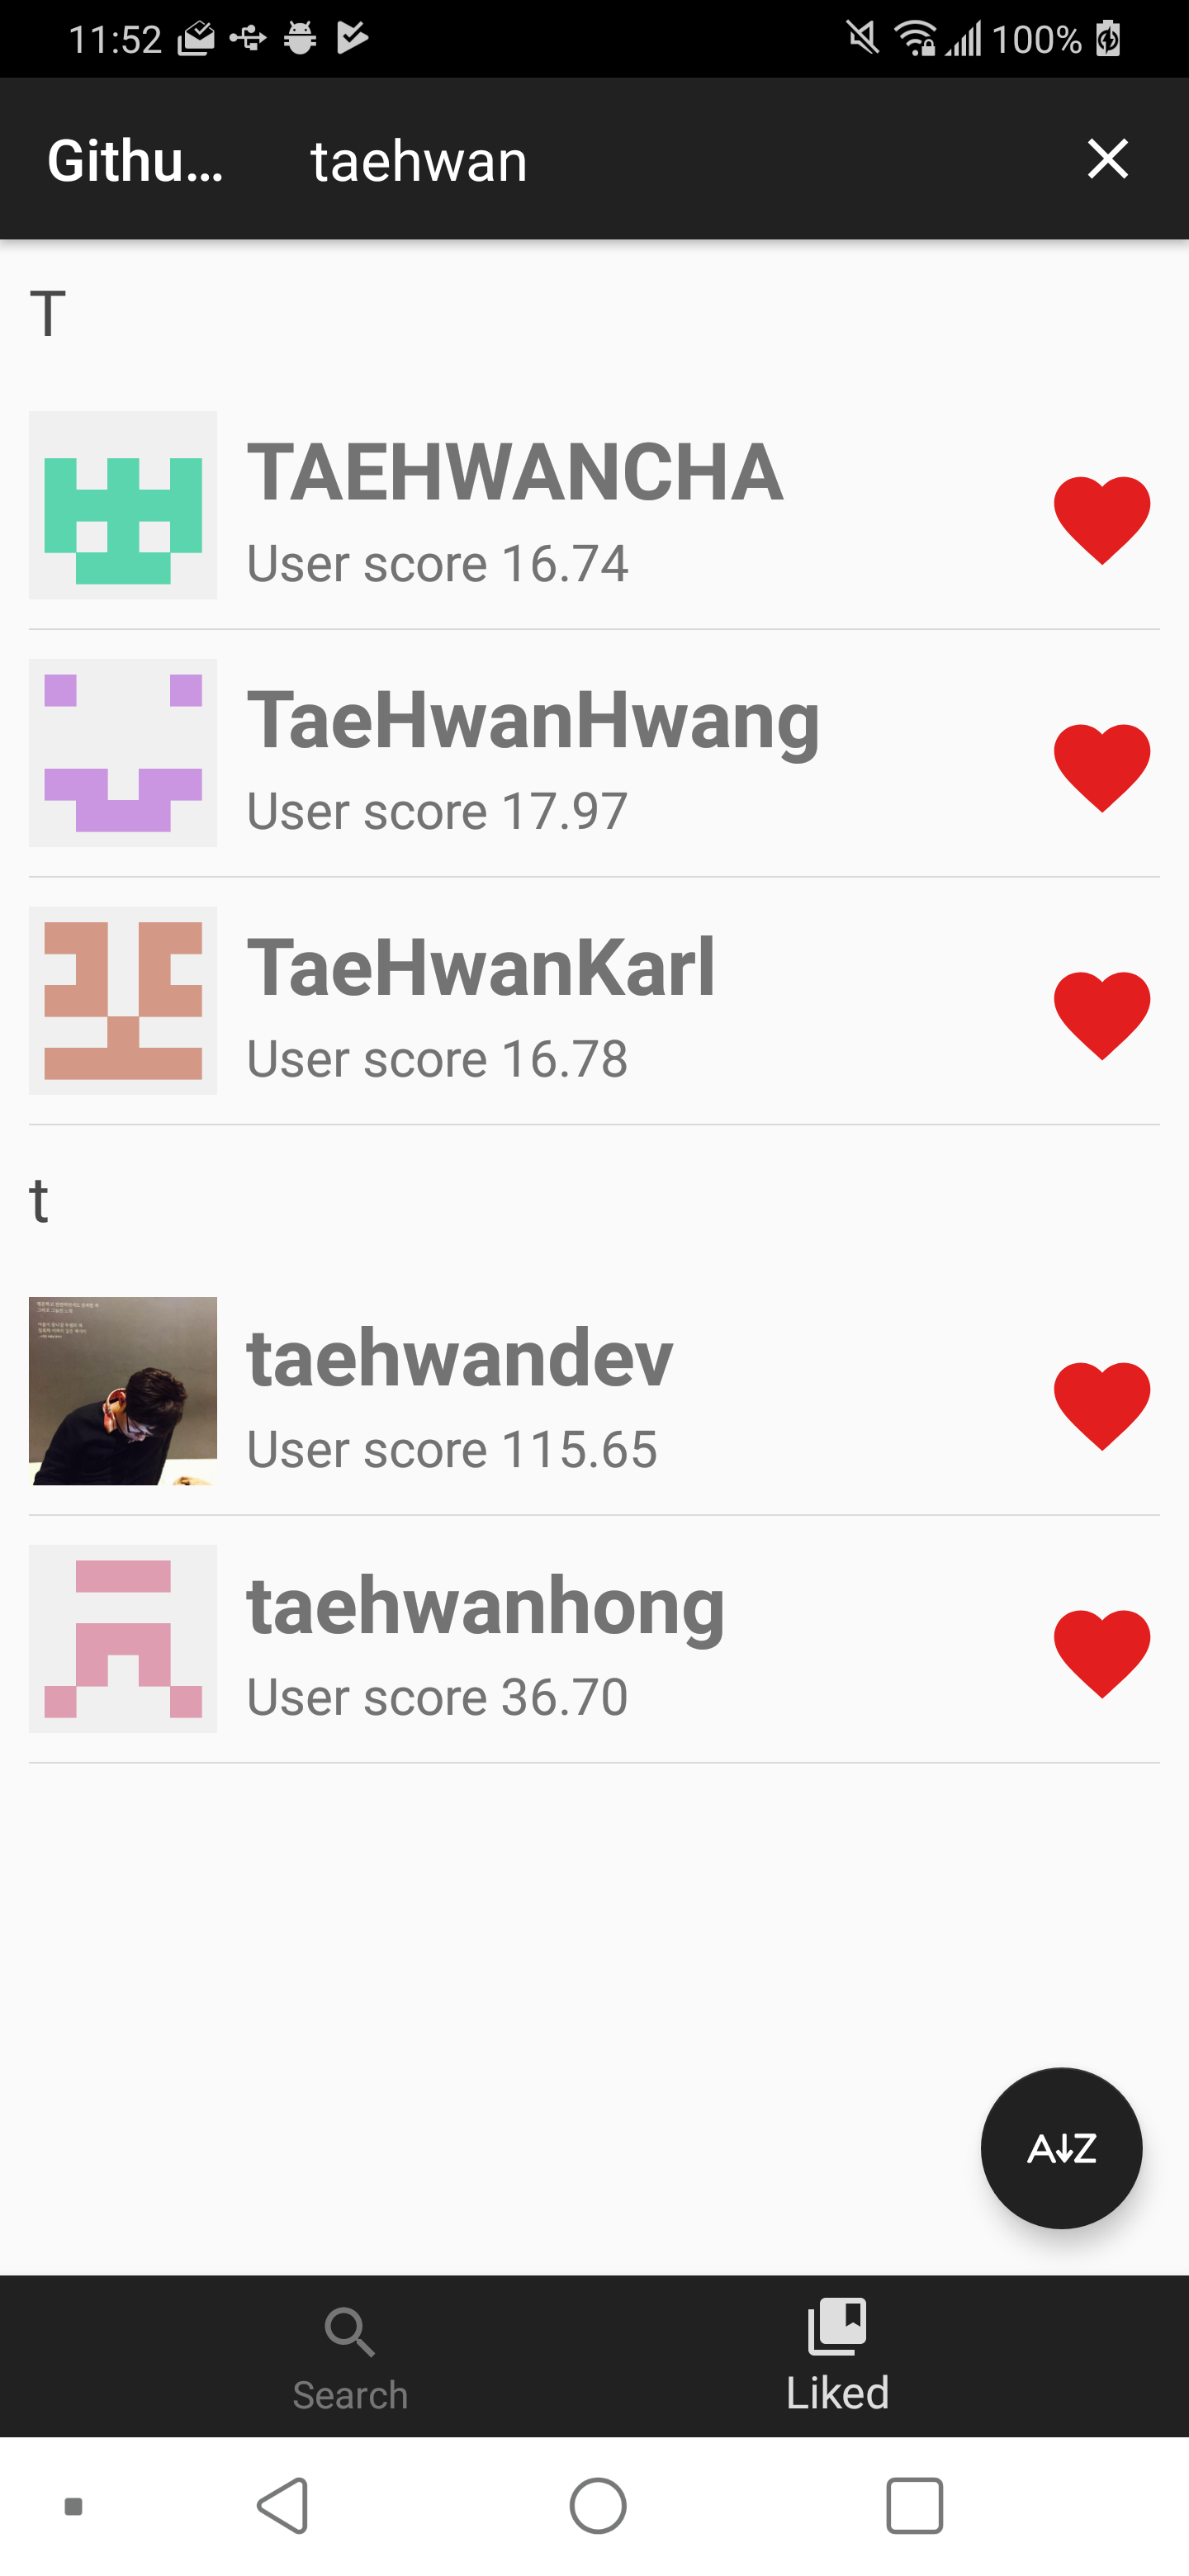 11:52 100%
Githu... taehwan
T
TAEHWANCHA
User score 16.74
TaeHwanHwang
User score 17.97
TaeHwanKarl
User score 16.78
t
taehwandev
User score 115.65
taehwanhong
User score 36.70
A Z
Search Liked